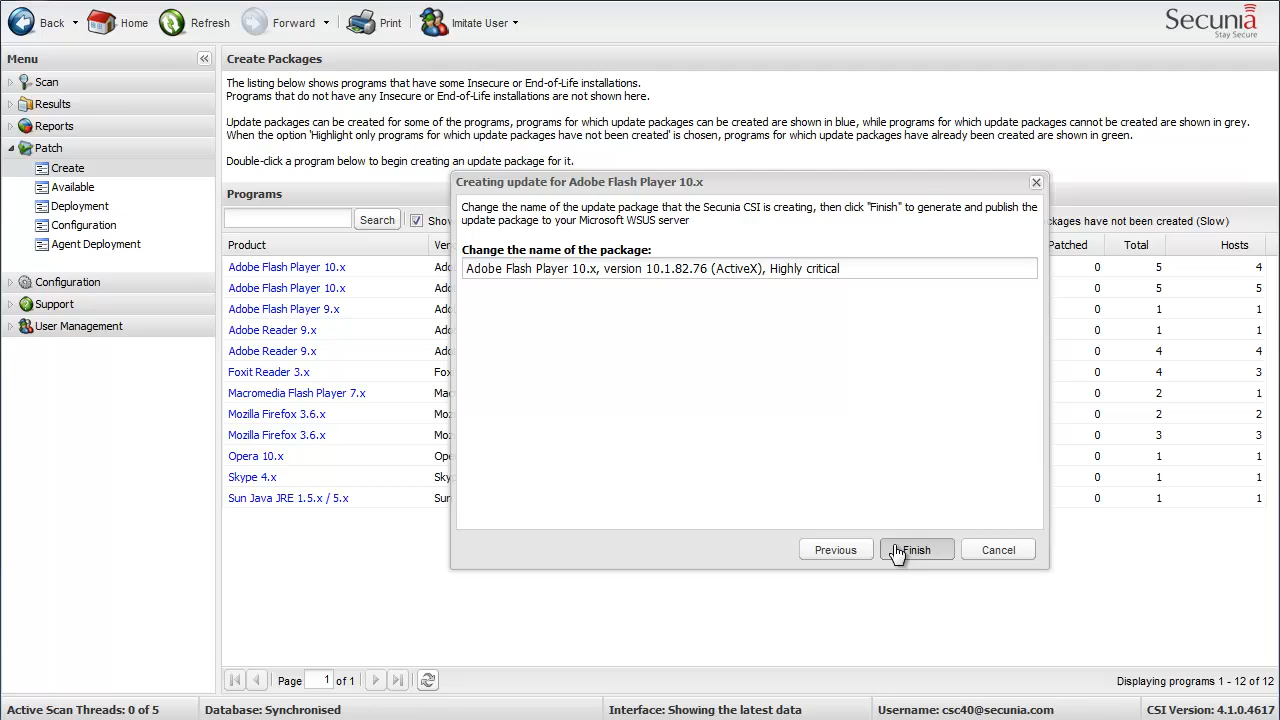 Back
Home
Refresh
Forward
Print
Imitate User
Secunia
Stay Secure
Menu
Scan
Results
Reports
Patch
Create
Available
Deployment
Configuration
Agent Deployment
Configuration
Support
User Management
Create Packages
The listing below shows programs that have some Insecure or End-of-Life installations.
Programs that do not have any Insecure or End-of-Life installations are not shown here.
Update packages can be created for some of the programs, programs for which update packages can be created are shown in blue, while programs for which update packages cannot be created are shown in grey.
When the option 'Highlight only programs for which update packages have not been created' is chosen, programs for which update packages have already been created are shown in green.
Double-click a program below to begin creating an update package for it.
Programs
Search
Sho
ckages have not been created (Slow)
Product Ver Patched Total Hosts
Adobe Flash Player 10.x Ado 0 5 4
Adobe Flash Player 10.x Ado 0 5 5
Adobe Flash Player 9.x Ado 0 1 1
Adobe Reader 9.x Ado 0 1 1
Adobe Reader 9.x Ado 0 4 4
Foxit Reader 3.x Fox 0 4 3
Macromedia Flash Player 7.x Mac 0 2 1
Mozilla Firefox 3.6.x Moz 0 2 2
Mozilla Firefox 3.6.x Moz 0 3 3
Opera 10.x Ope 0 1 1
Skype 4.x Sky 0 1 1
Sun Java JRE 1.5.x / 5.x Sun 0 1 1
Creating update for Adobe Flash Player 10.x
Change the name of the update package that the Secunia CSI is creating, then click "Finish" to generate and publish the
update package to your Microsoft WSUS server
Change the name of the package:
Adobe Flash Player 10.x, version 10.1.82.76 (ActiveX), Highly critical
Previous
Finish
Cancel
Page 1 of 1
Displaying programs 1 - 12 of 12
Active Scan Threads: 0 of 5
Database: Synchronised
Interface: Showing the latest data
Username: csc40@secunia.com
CSI Version: 4.1.0.4617